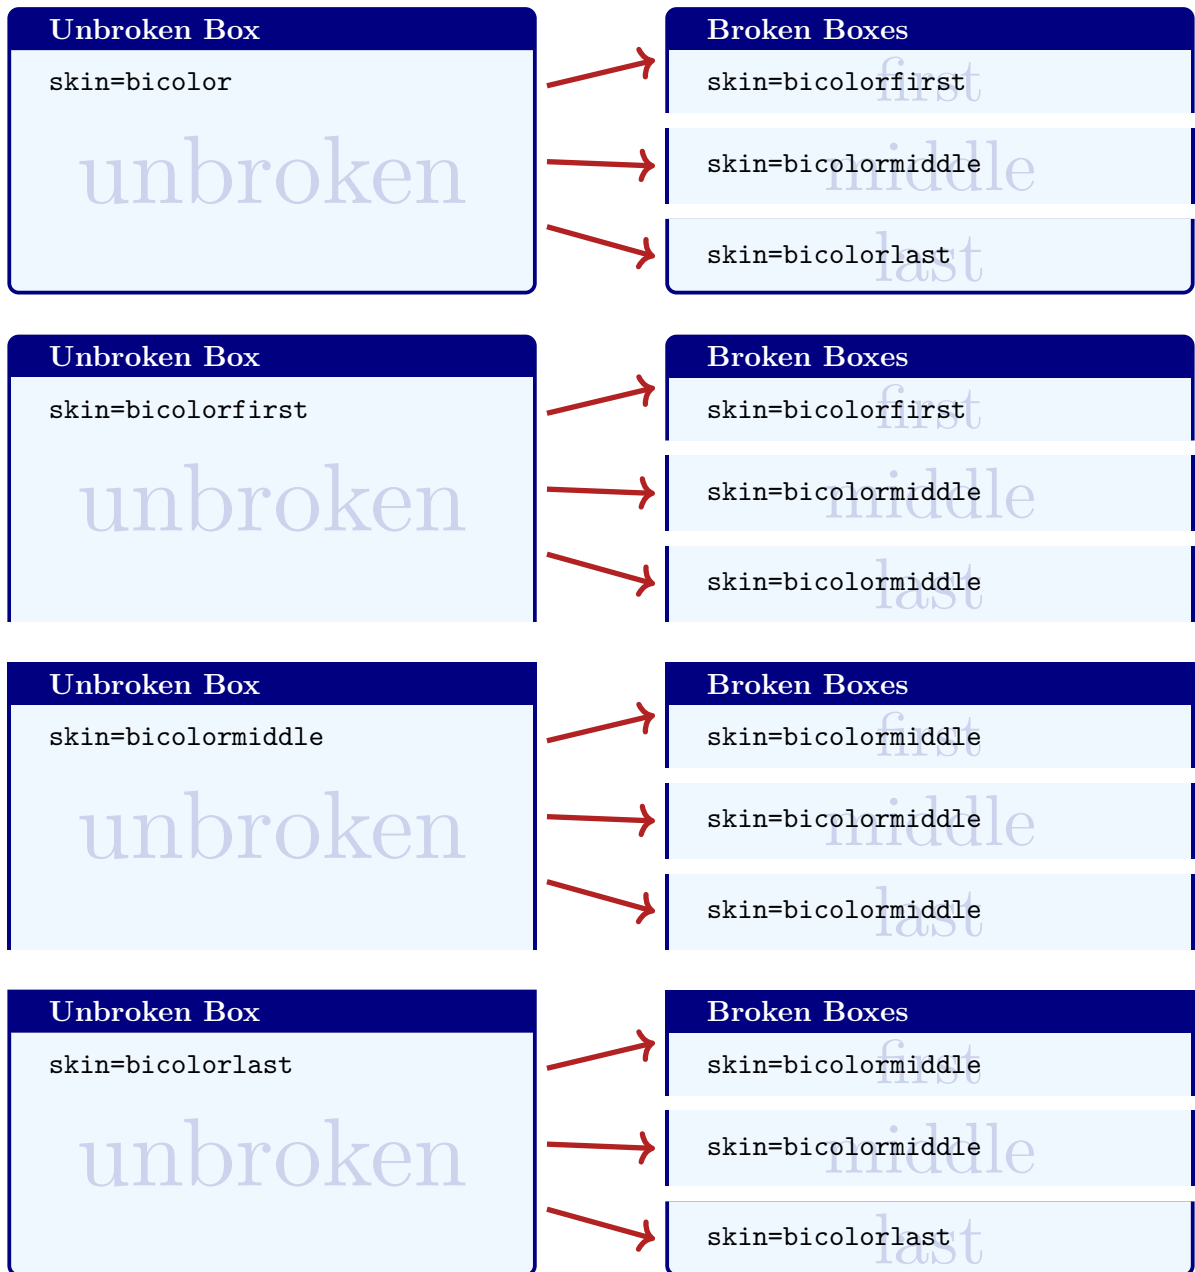 Unbroken Box
skin=bicolor
unbroken
Broken Boxes
first
skin=bicolorfirst
middle
skin=bicolormiddle
last
skin=bicolorlast
Unbroken Box
skin=bicolorfirst
unbroken
Broken Boxes
first
skin=bicolorfirst
middle
skin=bicolormiddle
last
skin=bicolormiddle
Unbroken Box
skin=bicolormiddle
unbroken
Broken Boxes
first
skin=bicolormiddle
middle
skin=bicolormiddle
last
skin=bicolormiddle
Unbroken Box
skin=bicolorlast
unbroken
Broken Boxes
first
skin=bicolormiddle
middle
skin=bicolormiddle
last
skin=bicolorlast